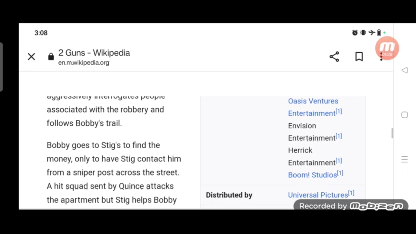 3:08
2 Guns - Wikipedia
en.m.wikipedia.org
aggressively interrogates people
associated with the robbery and
follows Bobby's trail.
Bobby goes to Stig's to find the
money, only to have Stig contact him
from a sniper post across the street.
A hit squad sent by Quince attacks
the apartment but Stig helps Bobby
Oasis Ventures
Entertainment[1]
Envision
Entertainment[1]
Herrick
Entertainment[1]
Boom! Studios[1]
Distributed by
Universal Pictures[1]
Recorded by mobizen